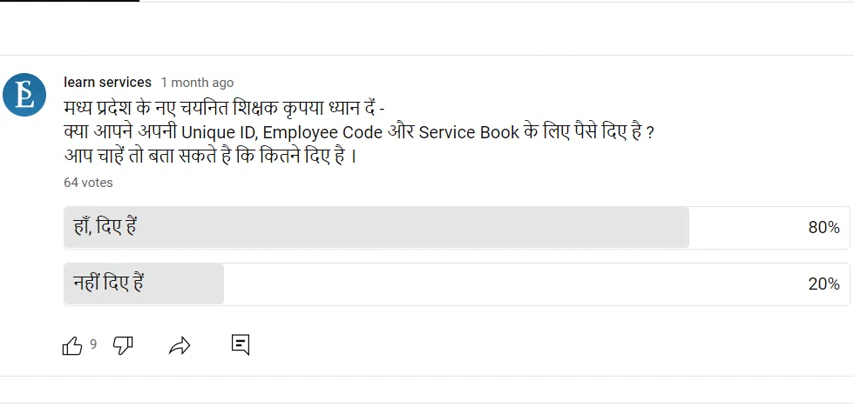 learn services 1 month ago
मध्य प्रदेश के नए चयनित शिक्षक कृपया ध्यान दें -
क्या आपने अपनी Unique ID, Employee Code और Service Book के लिए पैसे दिए है ?
आप चाहें तो बता सकते है कि कितने दिए है ।
64 votes
हाँ, दिए हैं 80%
नहीं दिए हैं 20%
9